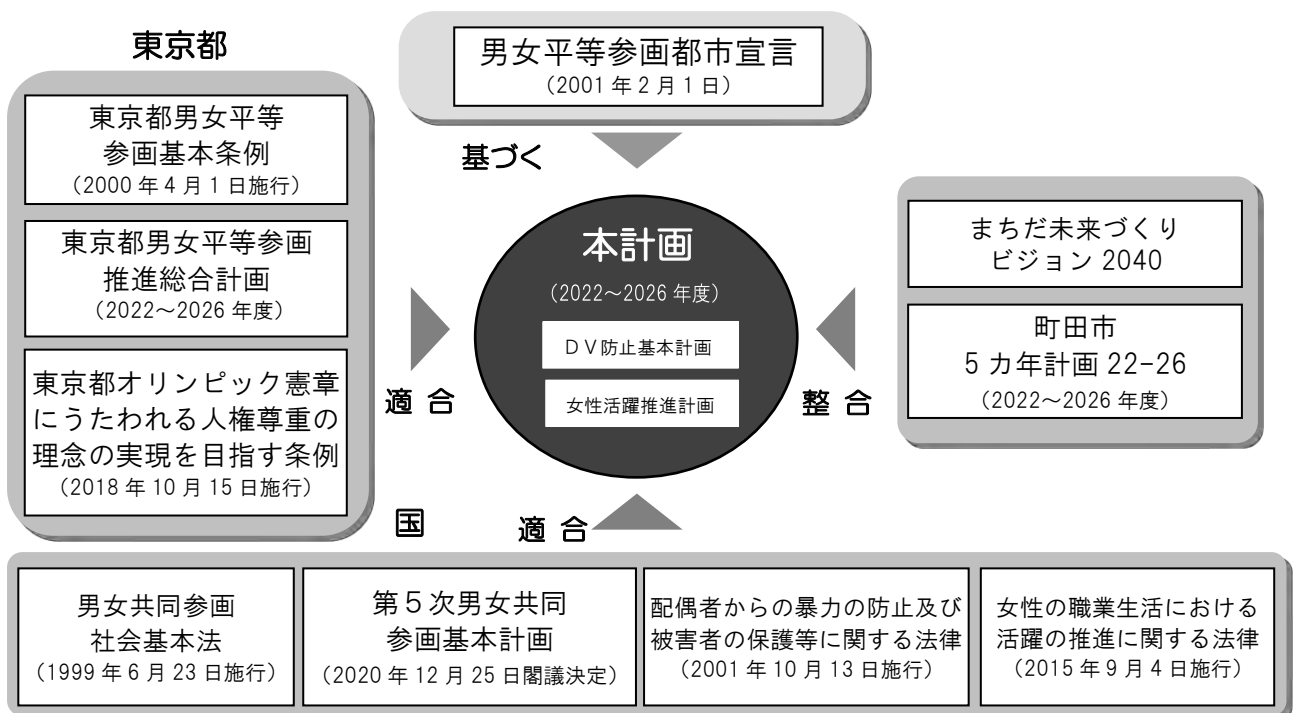 東京都
東京都男女平等
参画基本条例
（2000年4月1日施行）
東京都男女平等参画
推進総合計画
（2022～2026年度）
東京都オリンピック憲章
にうたわれる人権尊重の
理念の実現を目指す条例
（2018年10月15日施行）
男女平等参画都市宣言
（2001年2月1日）
基づく
本計画
（2022～2026年度）
ＤＶ防止基本計画
女性活躍推進計画
適合
整合
まちだ未来づくり
ビジョン2040
町田市
5カ年計画22-26
（2022～2026年度）
国
適合
男女共同参画
社会基本法
（1999年6月23日施行）
第５次男女共同
参画基本計画
（2020年12月25日閣議決定）
配偶者からの暴力の防止及び
被害者の保護等に関する法律
（2001年10月13日施行）
女性の職業生活における
活躍の推進に関する法律
（2015年9月4日施行）